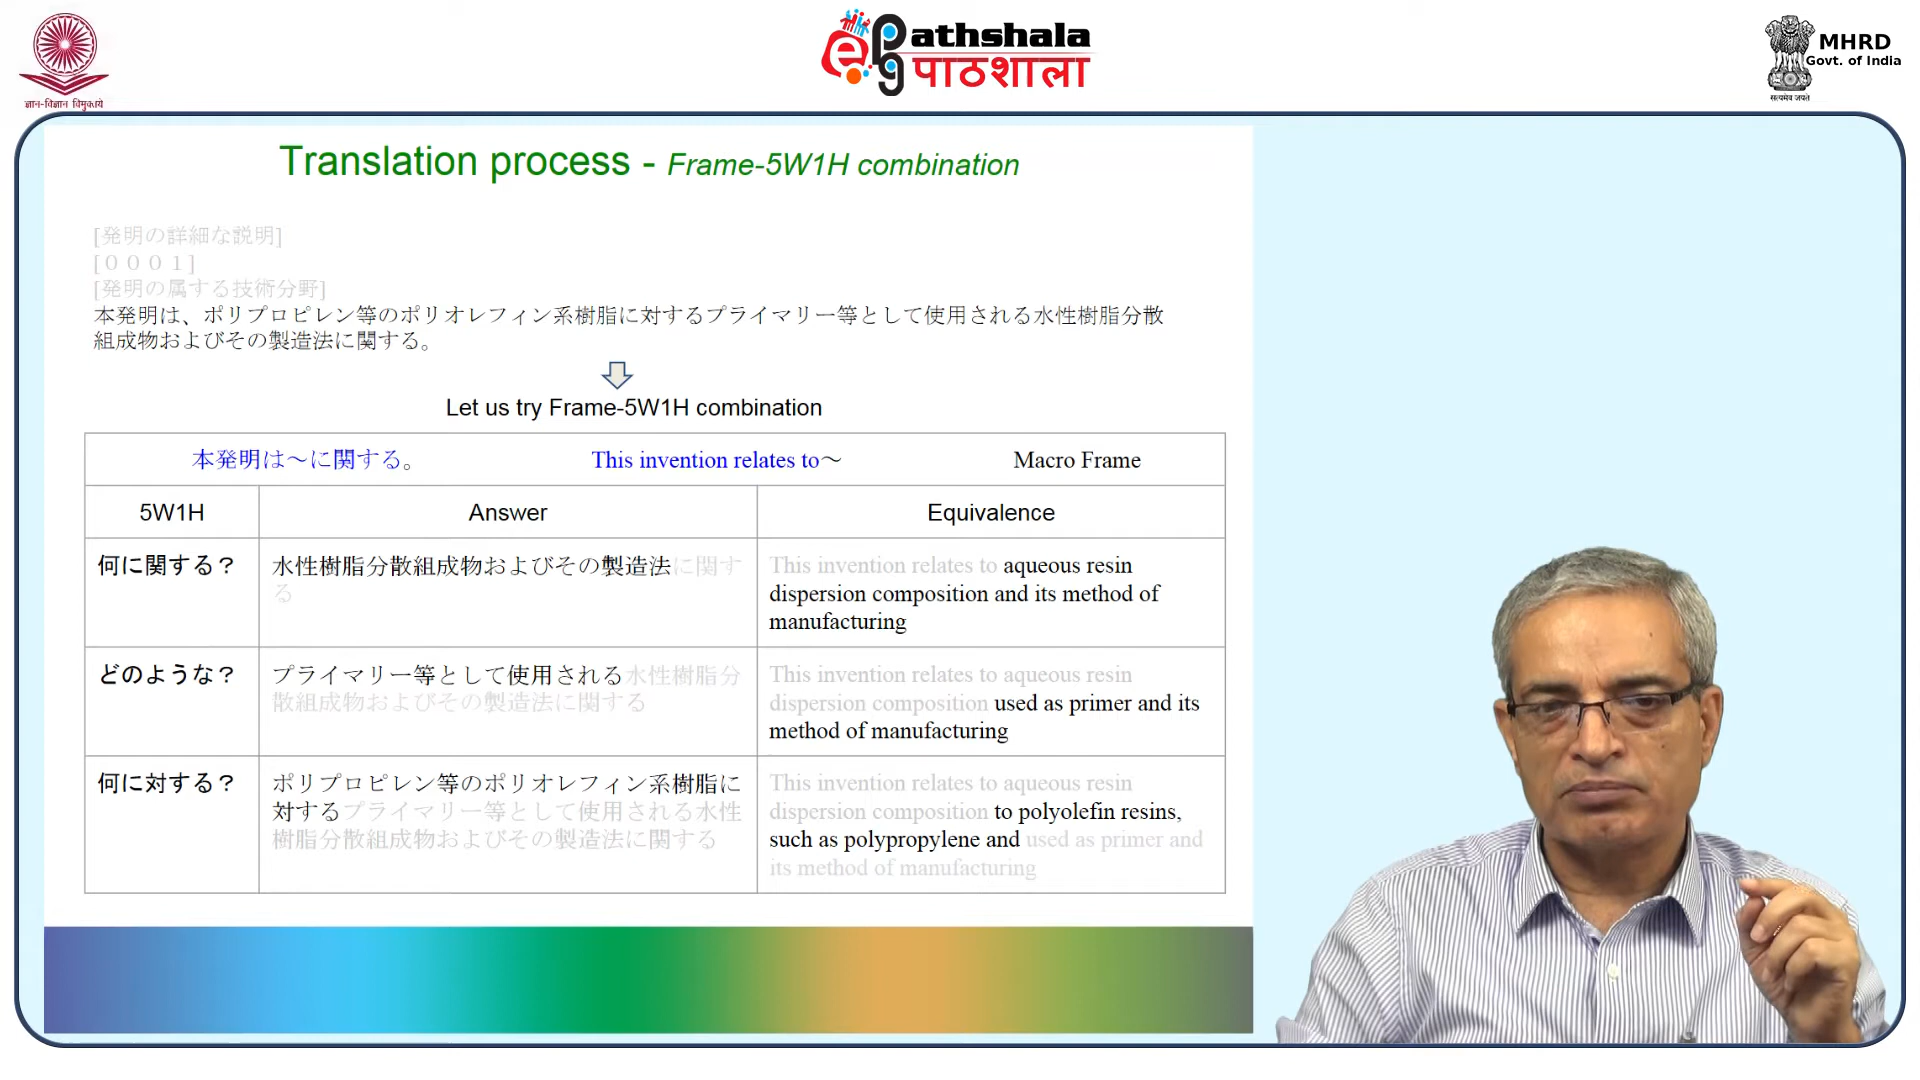 ज्ञान-विज्ञान विमुक्तये
ePathshala
पाठशाला
MHRD
Govt. of India
सत्यमेव जयते
Translation process - Frame-5W1H combination
[発明の詳細な説明]
[０００１]
[発明の属する技術分野]
本発明は、ポリプロピレン等のポリオレフィン系樹脂に対するプライマリー等として使用される水性樹脂分散
組成物およびその製造法に関する。
Let us try Frame-5W1H combination
本発明は～に関する。 This invention relates to～ Macro Frame
5W1H Answer Equivalence
何に関する？
水性樹脂分散組成物およびその製造法に関す
る
This invention relates to aqueous resin
dispersion composition and its method of
manufacturing
どのような？
プライマリー等として使用される水性樹脂分
散組成物およびその製造法に関する
This invention relates to aqueous resin
dispersion composition used as primer and its
method of manufacturing
何に対する？
ポリプロピレン等のポリオレフィン系樹脂に
対するプライマリー等として使用される水性
樹脂分散組成物およびその製造法に関する
This invention relates to aqueous resin
dispersion composition to polyolefin resins,
such as polypropylene and used as primer and
its method of manufacturing